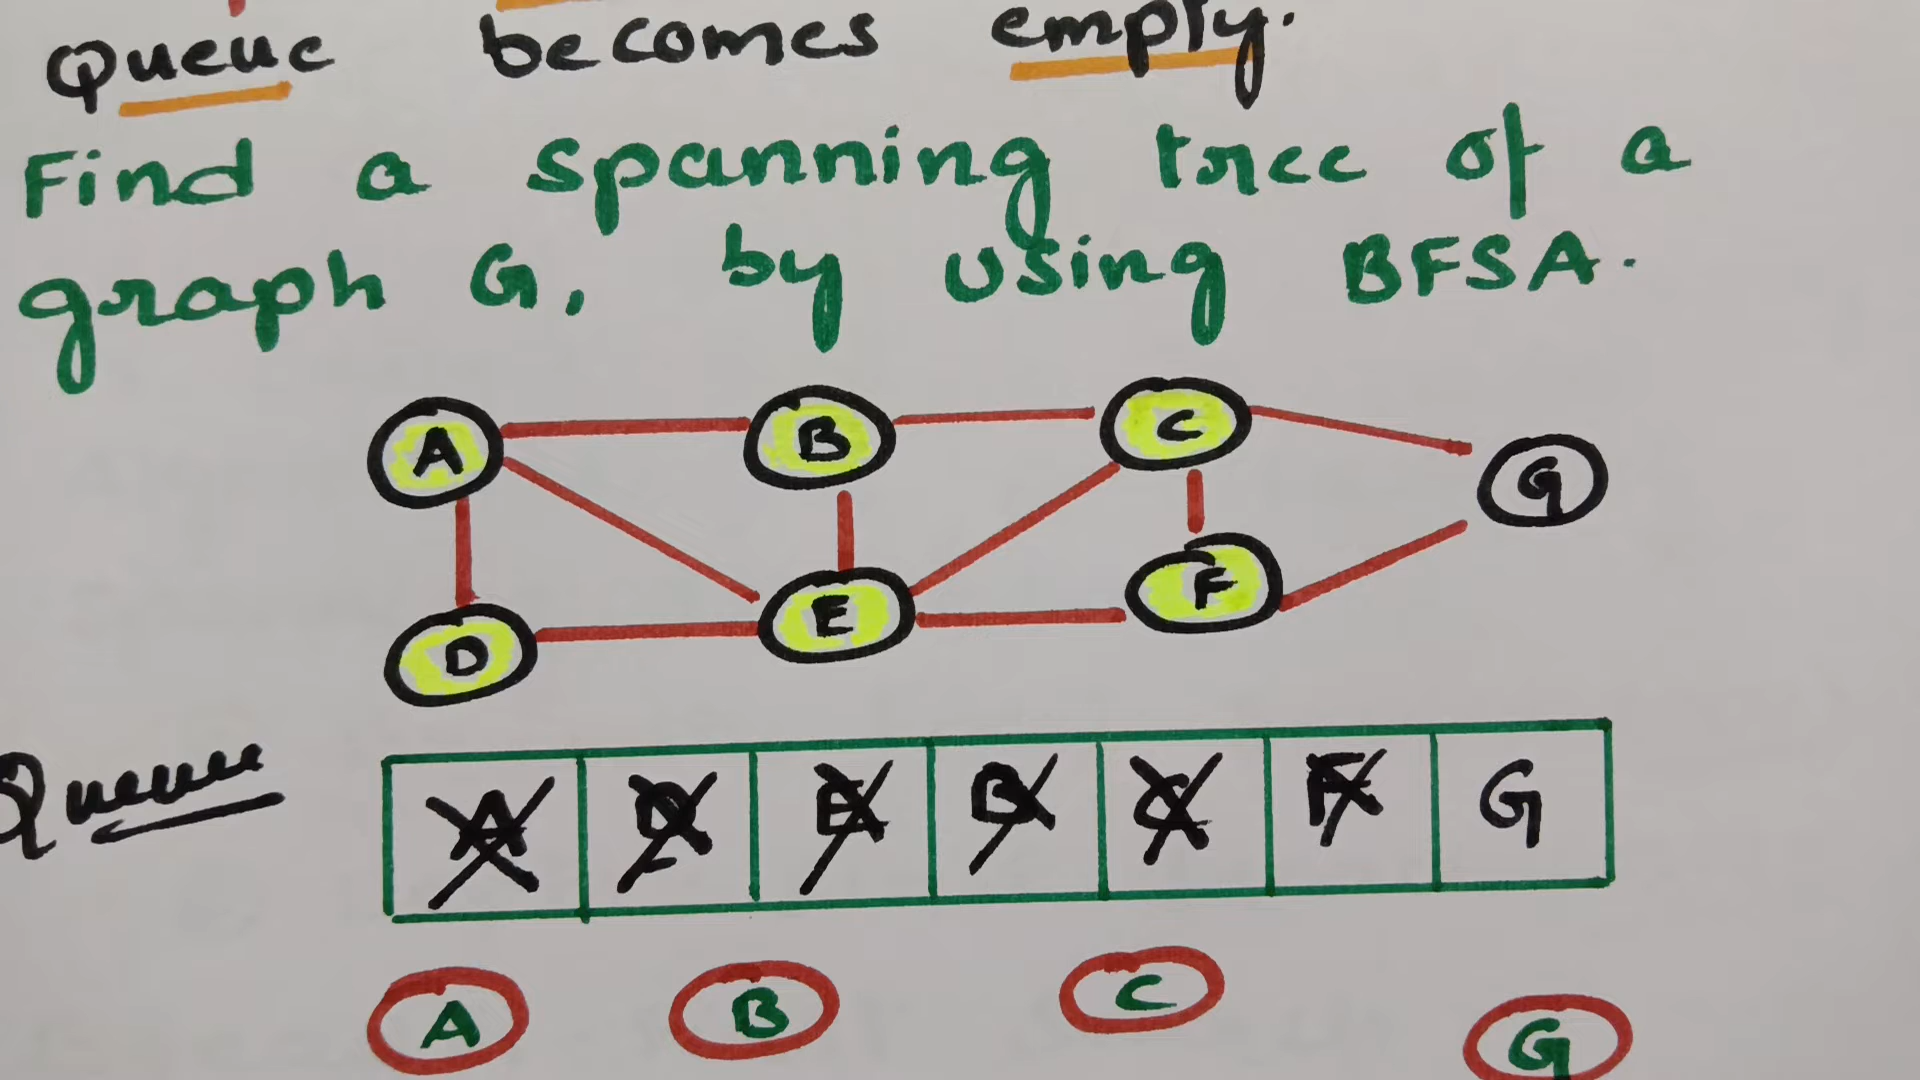 Queue becomes empty.
Find a spanning tree of a
graph G, by using BFSA.
A B C
G
D E F
Queue
A D E B C F G
A B C
G